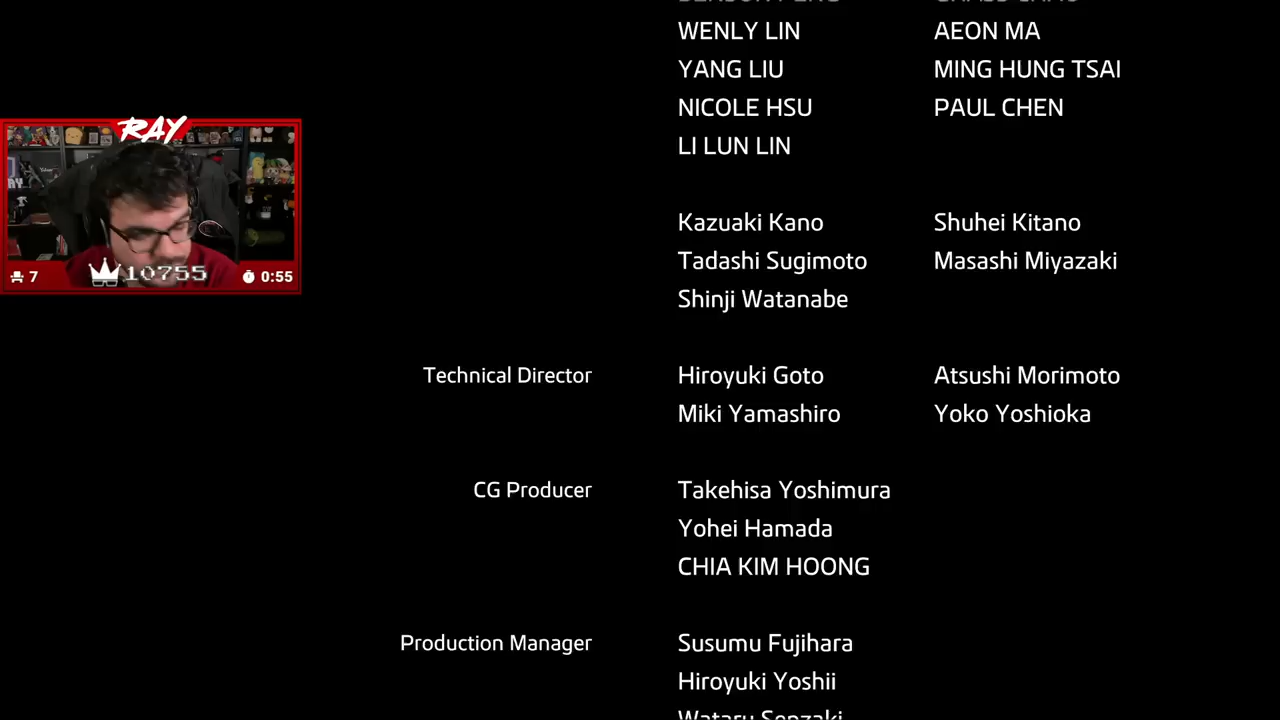 WENLY LIN AEON MA
YANG LIU MING HUNG TSAI
NICOLE HSU PAUL CHEN
LI LUN LIN
RAY
7 10755 0:55
Kazuaki Kano Shuhei Kitano
Tadashi Sugimoto Masashi Miyazaki
Shinji Watanabe
Technical Director Hiroyuki Goto Atsushi Morimoto
Miki Yamashiro Yoko Yoshioka
CG Producer Takehisa Yoshimura
Yohei Hamada
CHIA KIM HOONG
Production Manager Susumu Fujihara
Hiroyuki Yoshii